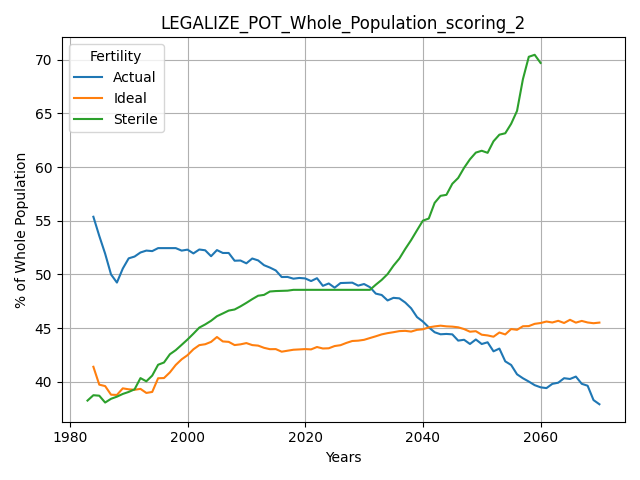 LEGALIZE_POT_Whole_Population_scoring_2
Fertility
Actual
Ideal
Sterile
% of Whole Population
70
65
60
55
50
45
40
1980
2000
2020
2040
2060
Years